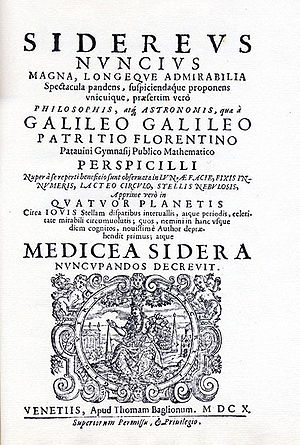 SIDEREVS
NVNCIVS
MAGNA, LONGEQVE ADMIRABILIA
Spectacula pandens, suspiciendaque proponens
vnicuique, præsertim verò
PHILOSOPHIS, atq; ASTRONOMIS, quæ à
GALILEO GALILEO
PATRITIO FLORENTINO
Patauini Gymnasij Publico Mathematico
PERSPICILLI
Nuper à se reperti beneficio sunt obseruata in LVNÆ FACIE, FIXIS IN-
NVMERIS, LACTEO CIRCVLO, STELLIS NEBVLOSIS,
Apprime verò in
QVATVOR PLANETIS
Circa IOVIS Stellam disparibus interuallis, atque periodis, celeri-
tate mirabili circumuolutis; quos, nemini in hanc vsque
diem cognitos, nouissimè Author depræ-
hendit primus; atque
MEDICEA SIDERA
NVNCVPANDOS DECREVIT.
VENETIIS, Apud Thomam Baglionum. M DC X.
Superiorum Permissu, & Priuilegio.